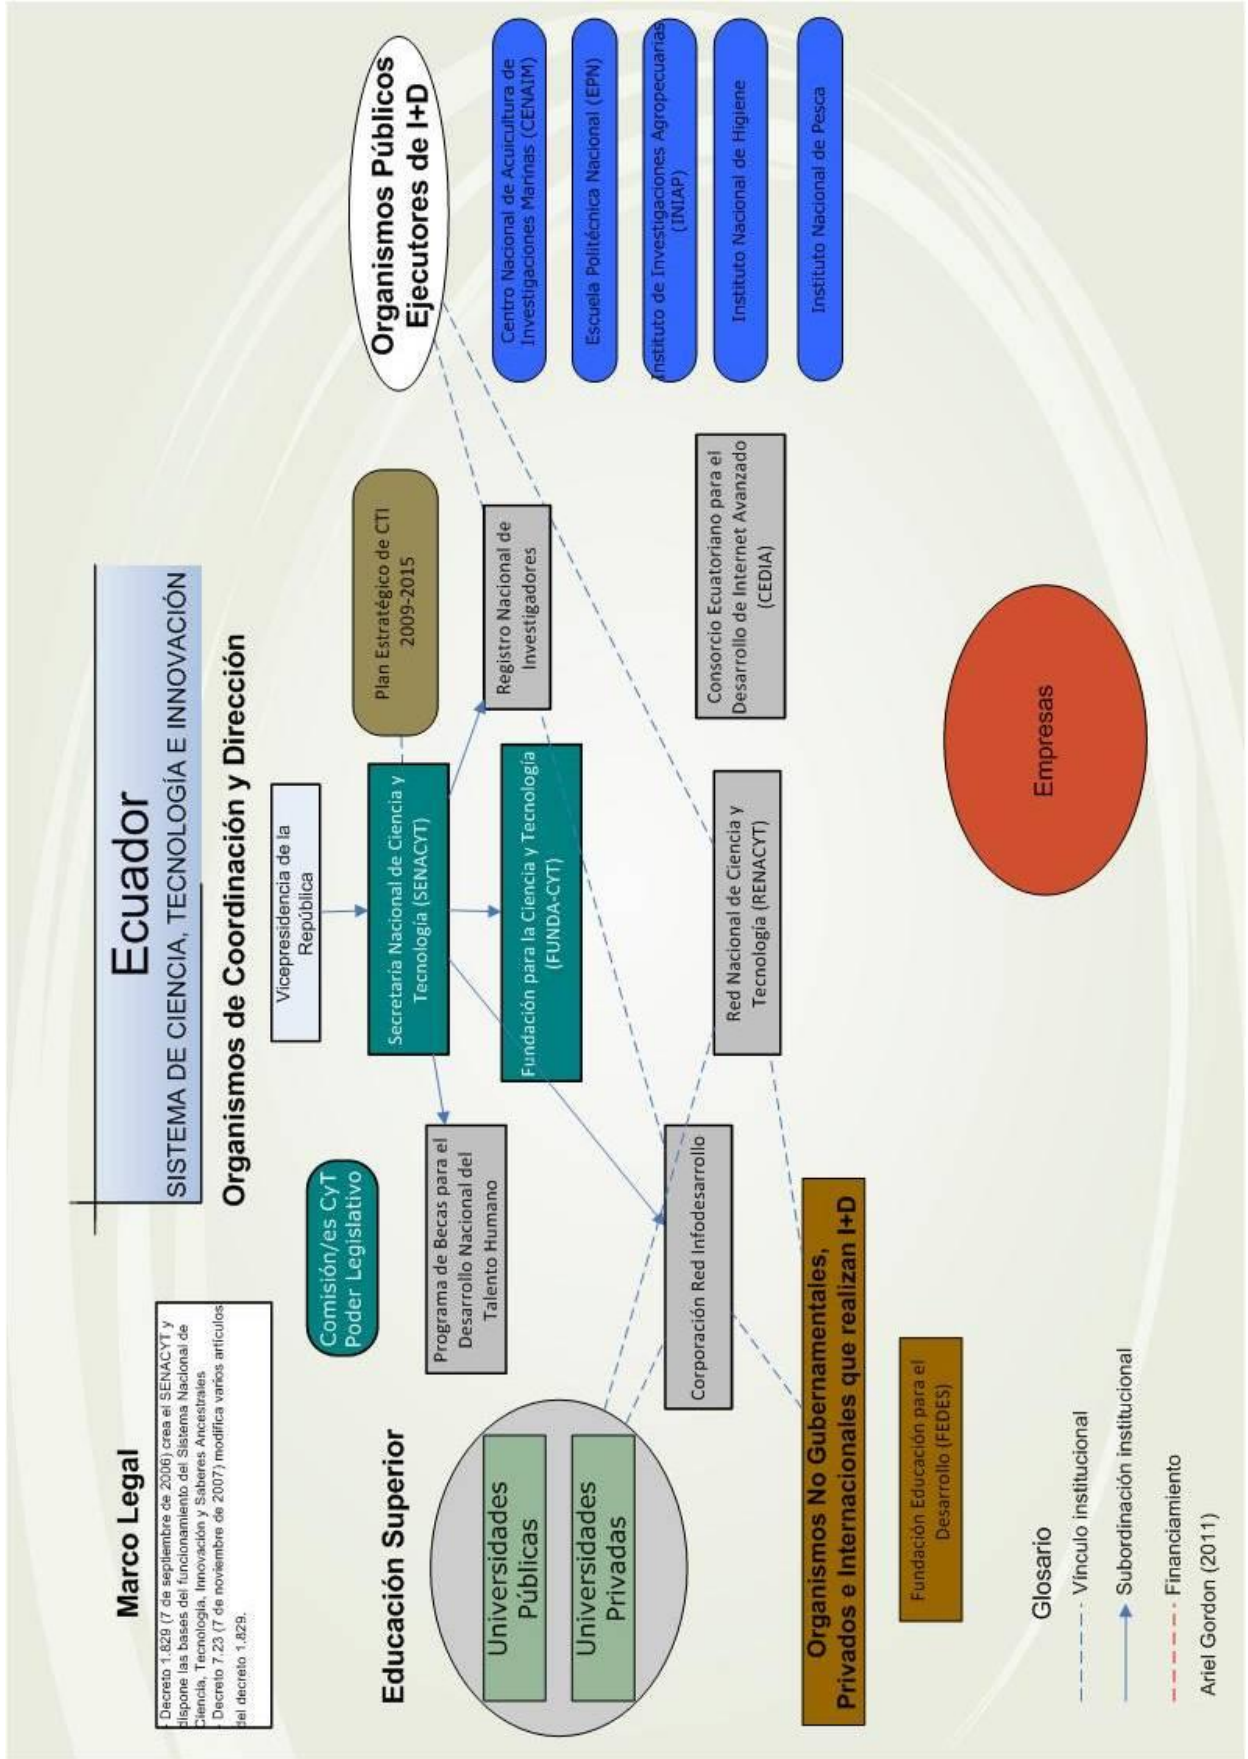 Ecuador
SISTEMA DE CIENCIA, TECNOLOGÍA E INNOVACIÓN
Marco Legal
- Decreto 1.829 (7 de septiembre de 2006) crea el SENACYT y
dispone las bases del funcionamiento del Sistema Nacional de
Ciencia, Tecnología, Innovación y Saberes Ancestrales
- Decreto 7.23 (7 de noviembre de 2007) modifica varios artículos
del decreto 1.829.
Organismos de Coordinación y Dirección
Vicepresidencia de la
República
Comisión/es CyT
Poder Legislativo
Secretaría Nacional de Ciencia y
Tecnología (SENACYT)
Plan Estratégico de CTI
2009-2015
Organismos Públicos
Ejecutores de I+D
Educación Superior
Programa de Becas para el
Desarrollo Nacional del
Talento Humano
Fundación para la Ciencia y Tecnología
(FUNDA-CYT)
Registro Nacional de
Investigadores
Centro Nacional de Acuicultura de
Investigaciones Marinas (CENAIM)
Universidades
Públicas
Universidades
Privadas
Escuela Politécnica Nacional (EPN)
Instituto de Investigaciones Agropecuarias
(INIAP)
Corporación Red Infodesarrollo
Red Nacional de Ciencia y
Tecnología (RENACYT)
Consorcio Ecuatoriano para el
Desarrollo de Internet Avanzado
(CEDIA)
Instituto Nacional de Higiene
Instituto Nacional de Pesca
Organismos No Gubernamentales,
Privados e Internacionales que realizan I+D
Fundación Educación para el
Desarrollo (FEDES)
Empresas
Glosario
Vínculo institucional
Subordinación institucional
Financiamiento
Ariel Gordon (2011)